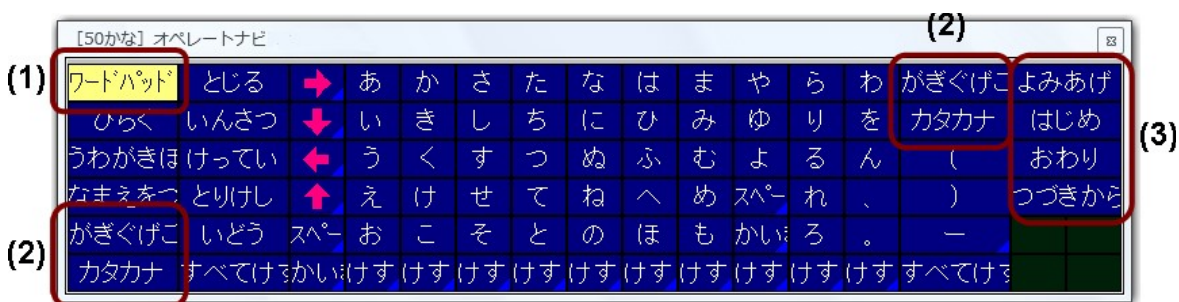 (2)
[50かな] オペレートナビ
(1) ワードパッド とじる あ か さ た な は ま や ら わ がぎぐげご よみあげ
ひらく いんさつ い き し ち に ひ み ゆ り を カタカナ はじめ
(3)
うわがきほ けってい う く す つ ぬ ふ む よ る ん ( おわり
なまえをつ とりけし え け せ て ね へ め スペー れ 、 ) つづきから
(2) がぎぐげご いどう スペー お こ そ と の ほ も かい ろ 。 ー
カタカナ すべてけす かい けす けす けす けす けす けす けす けす けす けす すべてけす